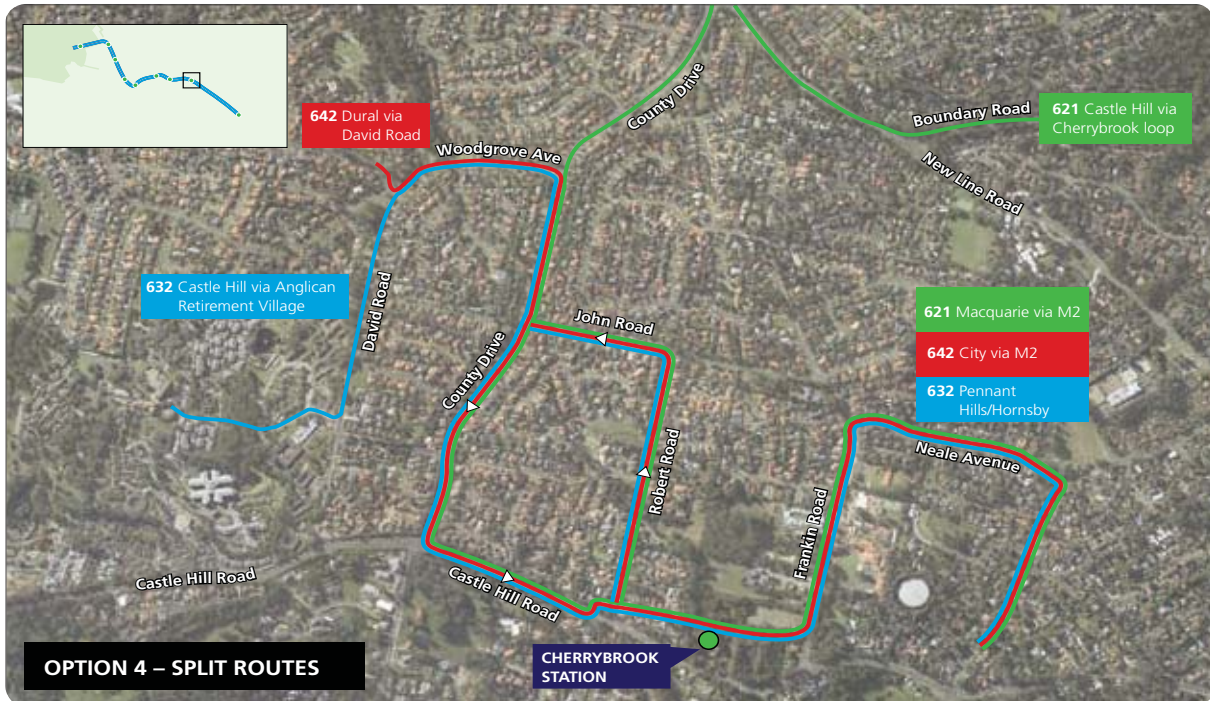 642 Dural via
David Road
Woodgrove Ave
County Drive
Boundary Road
621 Castle Hill via
Cherrybrook loop
New Line Road
632 Castle Hill via Anglican
Retirement Village
David Road
John Road
County Drive
621 Macquarie via M2
642 City via M2
632 Pennant
Hills/Hornsby
Neale Avenue
Robert Road
Frankin Road
Castle Hill Road
Castle Hill Road
CHERRYBROOK
STATION
OPTION 4 – SPLIT ROUTES